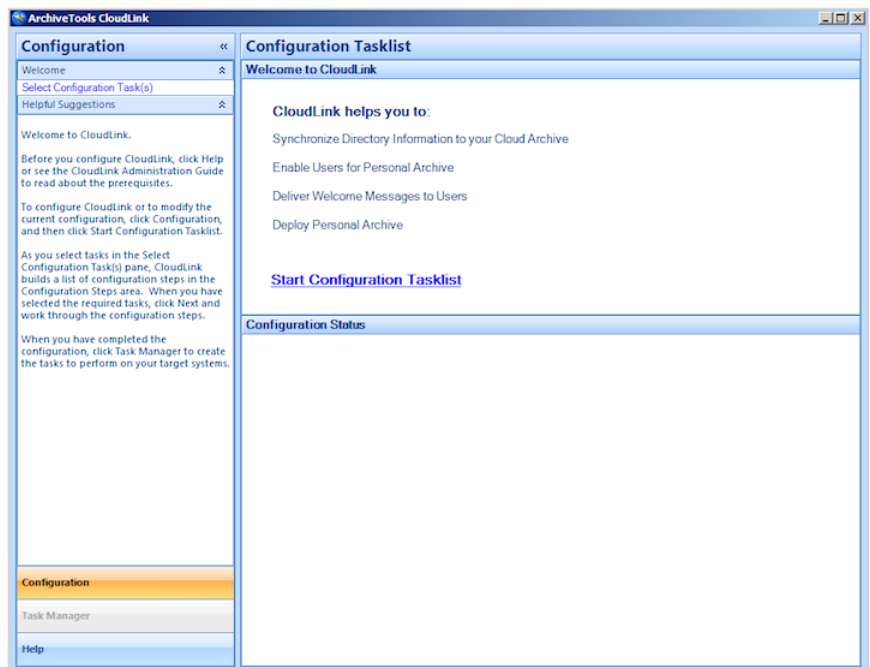 ArchiveTools CloudLink
Configuration «
Welcome
Select Configuration Task(s)
Helpful Suggestions
Welcome to CloudLink.
Before you configure CloudLink, click Help
or see the CloudLink Administration Guide
to read about the prerequisites.
To configure CloudLink or to modify the
current configuration, click Configuration,
and then click Start Configuration Tasklist.
As you select tasks in the Select
Configuration Task(s) pane, CloudLink
builds a list of configuration steps in the
Configuration Steps area. When you have
selected the required tasks, click Next and
work through the configuration steps.
When you have completed the
configuration, click Task Manager to create
the tasks to perform on your target systems.
Configuration
Task Manager
Help
Configuration Tasklist
Welcome to CloudLink
CloudLink helps you to:
Synchronize Directory Information to your Cloud Archive
Enable Users for Personal Archive
Deliver Welcome Messages to Users
Deploy Personal Archive
Start Configuration Tasklist
Configuration Status